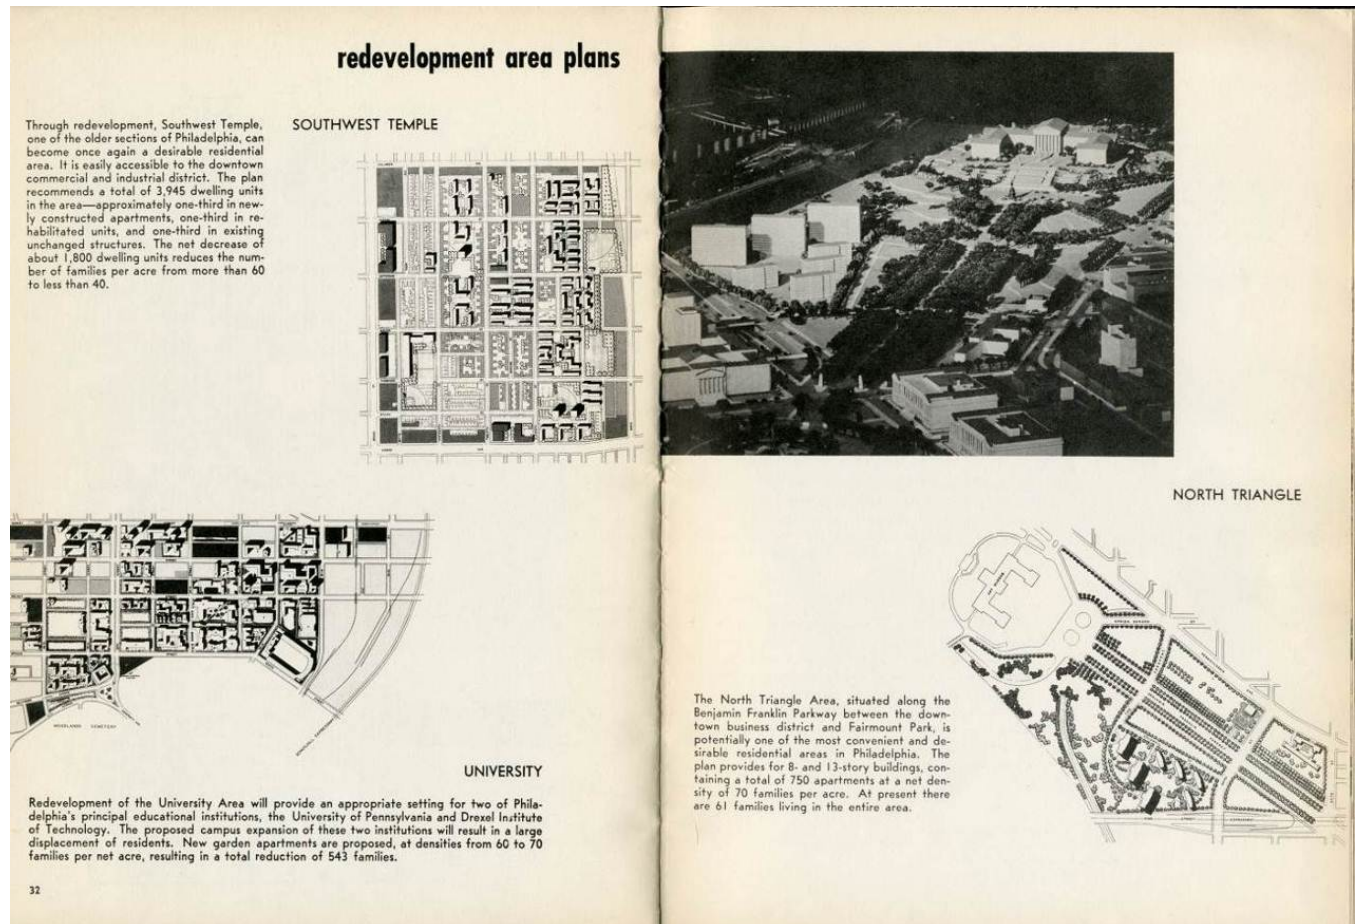 redevelopment area plans
Through redevelopment, Southwest Temple,
one of the older sections of Philadelphia, can
become once again a desirable residential
area. It is easily accessible to the downtown
commercial and industrial district. The plan
recommends a total of 3,945 dwelling units
in the area—approximately one-third in new-
ly constructed apartments, one-third in re-
habilitated units, and one-third in existing
unchanged structures. The net decrease of
about 1,800 dwelling units reduces the num-
ber of families per acre from more than 60
to less than 40.
SOUTHWEST TEMPLE
WOODLANDS CEMETERY
UNIVERSITY
Redevelopment of the University Area will provide an appropriate setting for two of Phila-
delphia's principal educational institutions, the University of Pennsylvania and Drexel Institute
of Technology. The proposed campus expansion of these two institutions will result in a large
displacement of residents. New garden apartments are proposed, at densities from 60 to 70
families per net acre, resulting in a total reduction of 543 families.
32
NORTH TRIANGLE
SPRING GARDEN
The North Triangle Area, situated along the
Benjamin Franklin Parkway between the down-
town business district and Fairmount Park, is
potentially one of the most convenient and de-
sirable residential areas in Philadelphia. The
plan provides for 8- and 13-story buildings, con-
taining a total of 750 apartments at a net den-
sity of 70 families per acre. At present there
are 61 families living in the entire area.